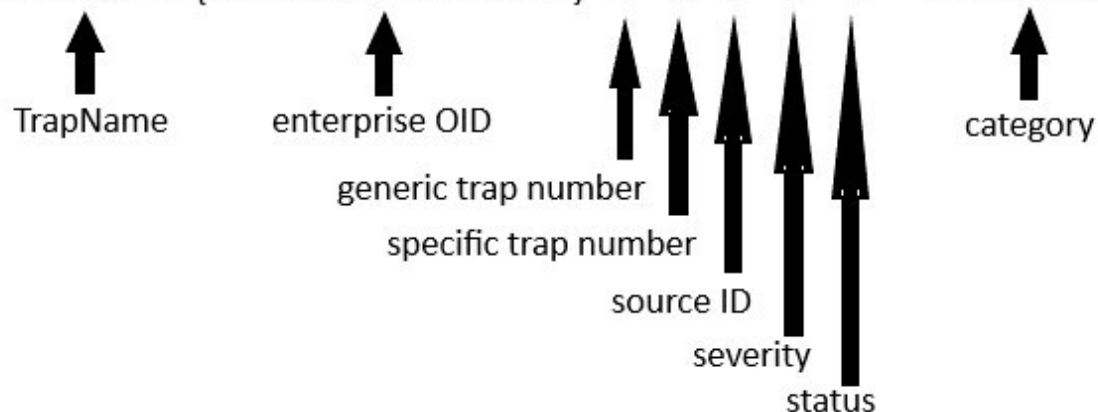 TrapName enterprise OID category
generic trap number
specific trap number
source ID
severity
status